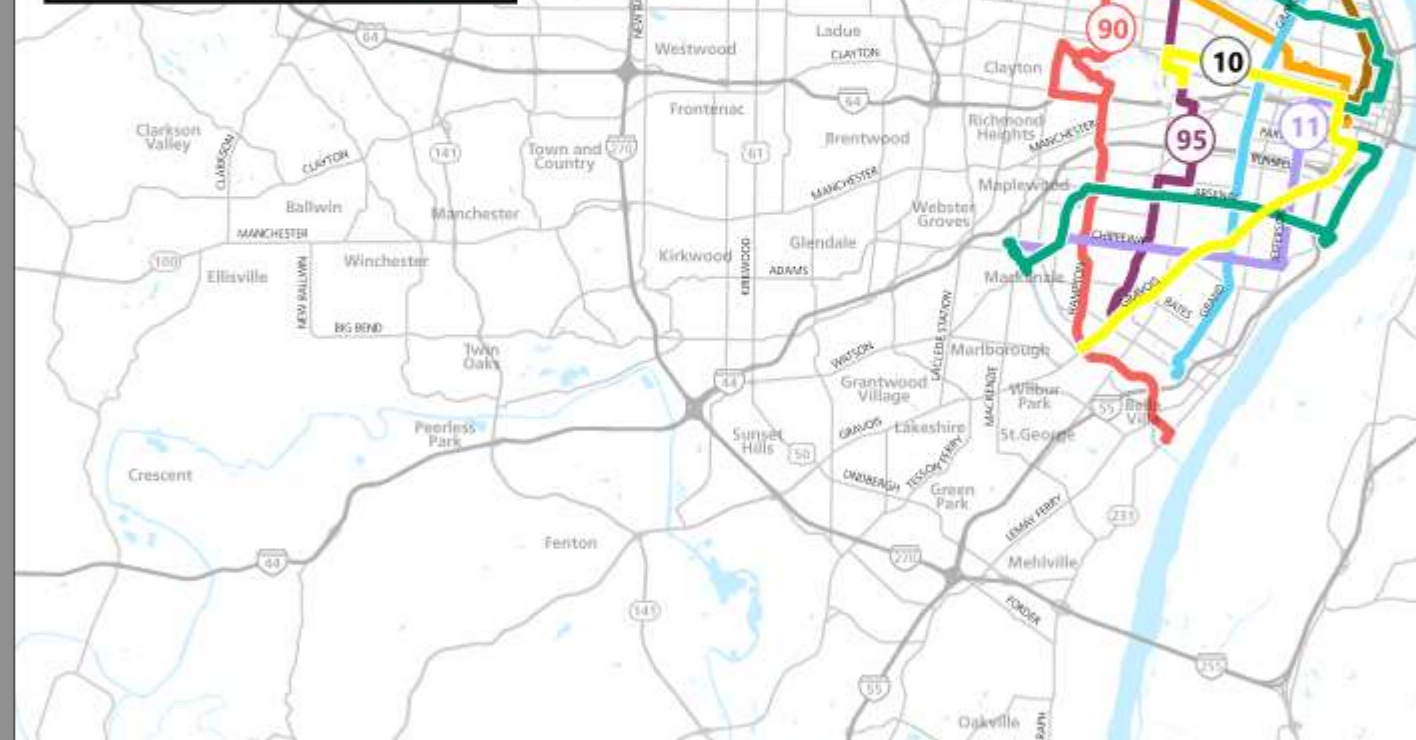 90
64
Westwood
Ladue
CLAYTON
Clayton
10
64
Frontenac
Richmond
Heights
MANCHESTER
11
Clarkson
Valley
CLARKSON
CLAYTON
141
Town and
Country
270
61
Brentwood
95
MANCHESTER
Maplewood
Ballwin
Manchester
Webster
Groves
MANCHESTER
Glendale
CHIPPEWA
100
Ellisville
Winchester
Kirkwood
KIRKWOOD
ADAMS
Mackenzie
HAMPTON
GRAVOIS
NEW BALLWIN
BIG BEND
BATES
GRAND
Twin
Oaks
WATSON
LACLEDE STATION
Marlborough
44
Grantwood
Village
MACKENZIE
Wilbur
Park
55
Peerless
Park
Sunset
Hills
50
GRAVOIS
Lakeshire
St.George
Crescent
LINDBERGH
TESSON FERRY
Green
Park
231
LEMAY FERRY
Fenton
44
270
Mehlville
141
FORDER
255
55
Oakville